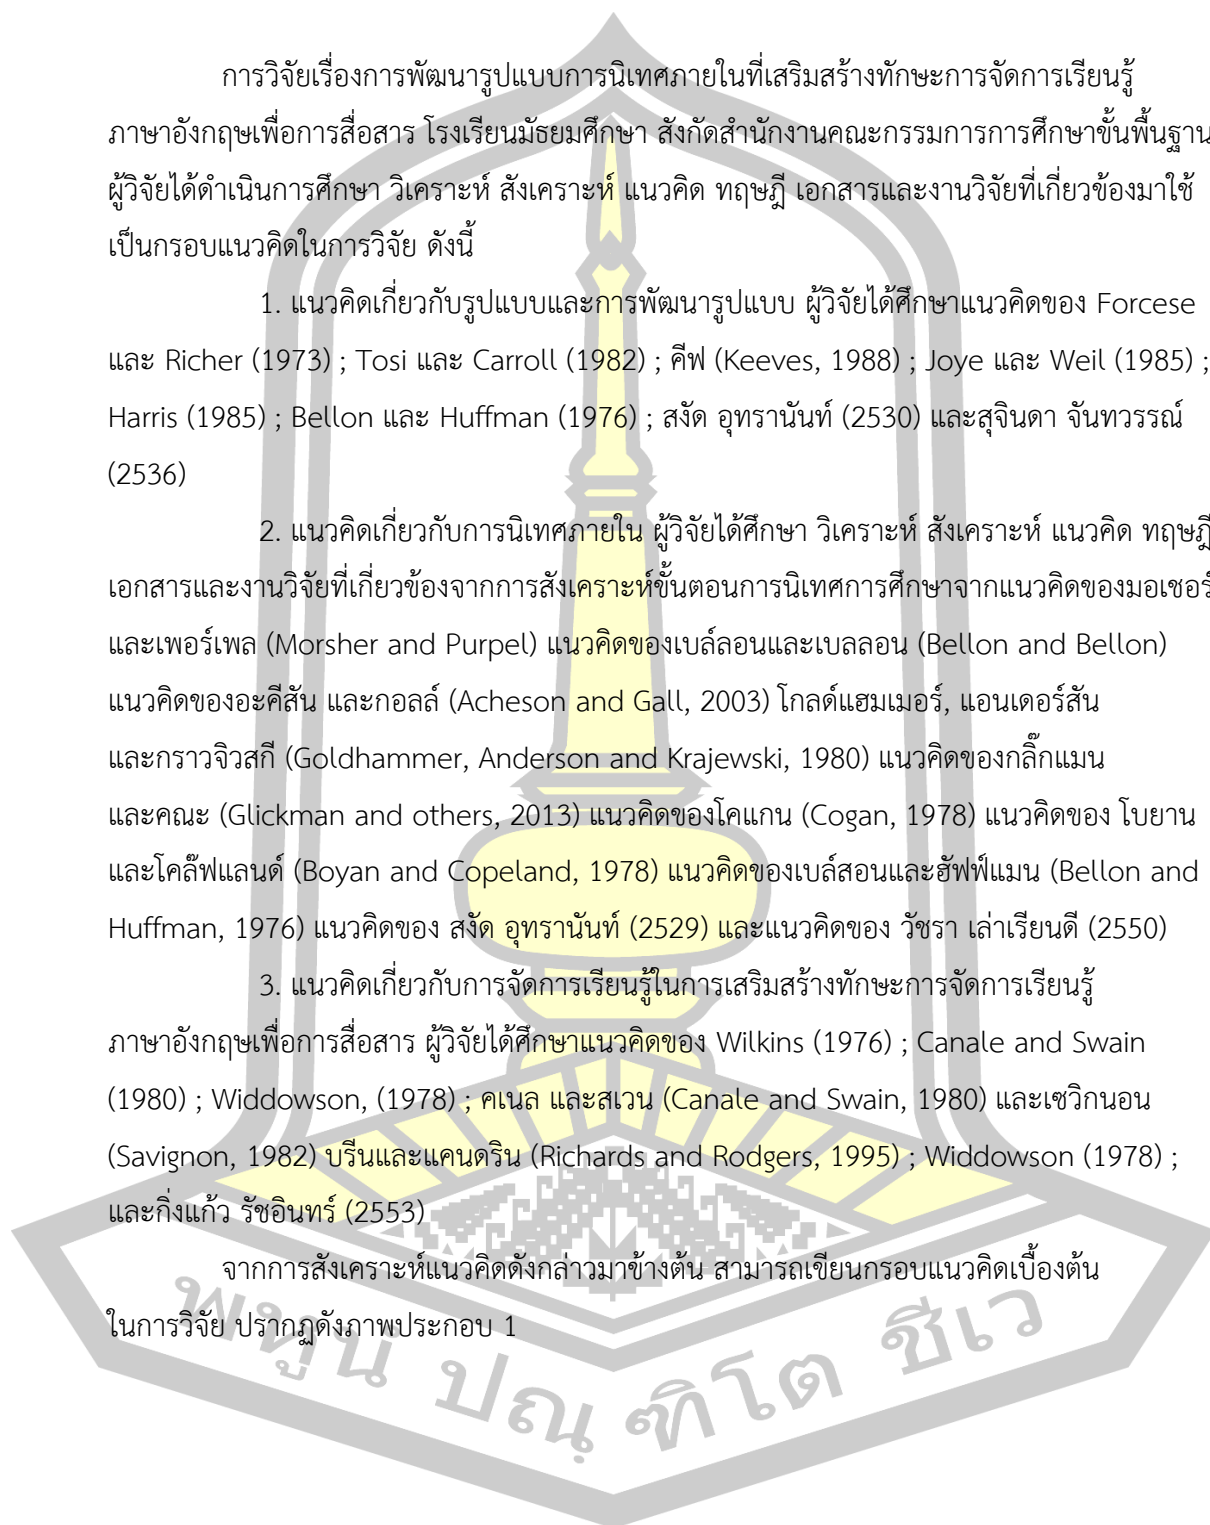 การวิจัยเรื่องการพัฒนารูปแบบการนิเทศภายในที่เสริมสร้างทักษะการจัดการเรียนรู้
ภาษาอังกฤษเพื่อการสื่อสาร โรงเรียนมัธยมศึกษา สังกัดสำนักงานคณะกรรมการการศึกษาขั้นพื้นฐาน
ผู้วิจัยได้ดำเนินการศึกษา วิเคราะห์ สังเคราะห์ แนวคิด ทฤษฎี เอกสารและงานวิจัยที่เกี่ยวข้องมาใช้
เป็นกรอบแนวคิดในการวิจัย ดังนี้
1. แนวคิดเกี่ยวกับรูปแบบและการพัฒนารูปแบบ ผู้วิจัยได้ศึกษาแนวคิดของ Forcese
และ Richer (1973) ; Tosi และ Carroll (1982) ; คีฟ (Keeves, 1988) ; Joye และ Weil (1985) ;
Harris (1985) ; Bellon และ Huffman (1976) ; สงัด อุทรานันท์ (2530) และสุจินดา จันทวรรณ์
(2536)
2. แนวคิดเกี่ยวกับการนิเทศภายใน ผู้วิจัยได้ศึกษา วิเคราะห์ สังเคราะห์ แนวคิด ทฤษฎี
เอกสารและงานวิจัยที่เกี่ยวข้องจากการสังเคราะห์ขั้นตอนการนิเทศการศึกษาจากแนวคิดของมอเชอร์
และเพอร์เพล (Morsher and Purpel) แนวคิดของเบล์ลอนและเบลลอน (Bellon and Bellon)
แนวคิดของอะคีสัน และกอลล์ (Acheson and Gall, 2003) โกลด์แฮมเมอร์, แอนเดอร์สัน
และกราวจิวสกี (Goldhammer, Anderson and Krajewski, 1980) แนวคิดของกลิ๊กแมน
และคณะ (Glickman and others, 2013) แนวคิดของโคแกน (Cogan, 1978) แนวคิดของ โบยาน
และโคล๊ฟแลนด์ (Boyan and Copeland, 1978) แนวคิดของเบล์สอนและฮัฟฟ์แมน (Bellon and
Huffman, 1976) แนวคิดของ สงัด อุทรานันท์ (2529) และแนวคิดของ วัชรา เล่าเรียนดี (2550)
3. แนวคิดเกี่ยวกับการจัดการเรียนรู้ในการเสริมสร้างทักษะการจัดการเรียนรู้
ภาษาอังกฤษเพื่อการสื่อสาร ผู้วิจัยได้ศึกษาแนวคิดของ Wilkins (1976) ; Canale and Swain
(1980) ; Widdowson, (1978) ; คเนล และสเวน (Canale and Swain, 1980) และเซวิกนอน
(Savignon, 1982) บรีนและแคนดริน (Richards and Rodgers, 1995) ; Widdowson (1978) ;
และกิ่งแก้ว รัชอินทร์ (2553)
จากการสังเคราะห์แนวคิดดังกล่าวมาข้างต้น สามารถเขียนกรอบแนวคิดเบื้องต้น
ในการวิจัย ปรากฏดังภาพประกอบ 1
พหูนํ ปณฺ ฑิโต ชีเว